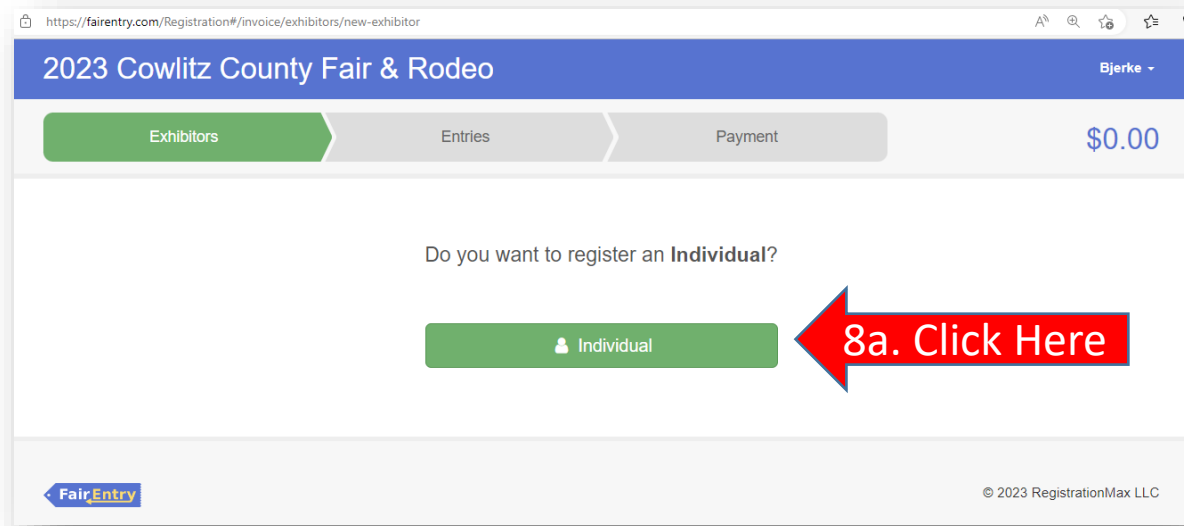 https://fairentry.com/Registration#/invoice/exhibitors/new-exhibitor
2023 Cowlitz County Fair & Rodeo
Bjerke
Exhibitors
Entries
Payment
$0.00
Do you want to register an Individual?
Individual
8a. Click Here
FairEntry
© 2023 RegistrationMax LLC